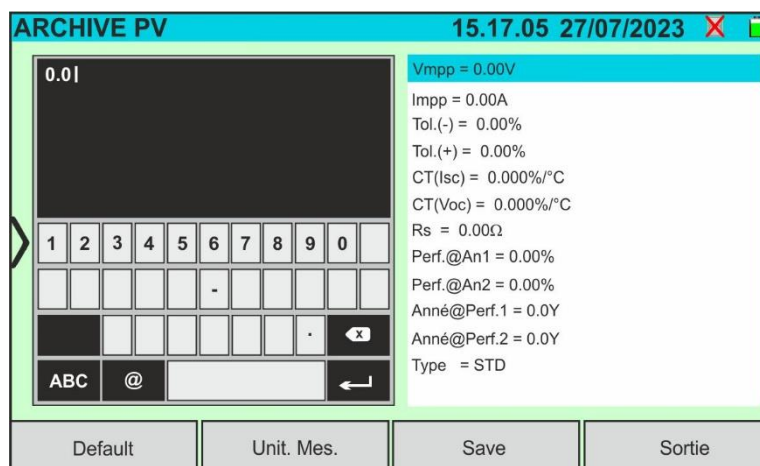 ARCHIVE PV 15.17.05 27/07/2023
0.0
1 2 3 4 5 6 7 8 9 0
-
.
x
ABC @
Vmpp = 0.00V
Impp = 0.00A
Tol.(-) = 0.00%
Tol.(+) = 0.00%
CT(Isc) = 0.000%/°C
CT(Voc) = 0.000%/°C
Rs = 0.00Ω
Perf.@An1 = 0.00%
Perf.@An2 = 0.00%
Anné@Perf.1 = 0.0Y
Anné@Perf.2 = 0.0Y
Type = STD
Default Unit. Mes. Save Sortie